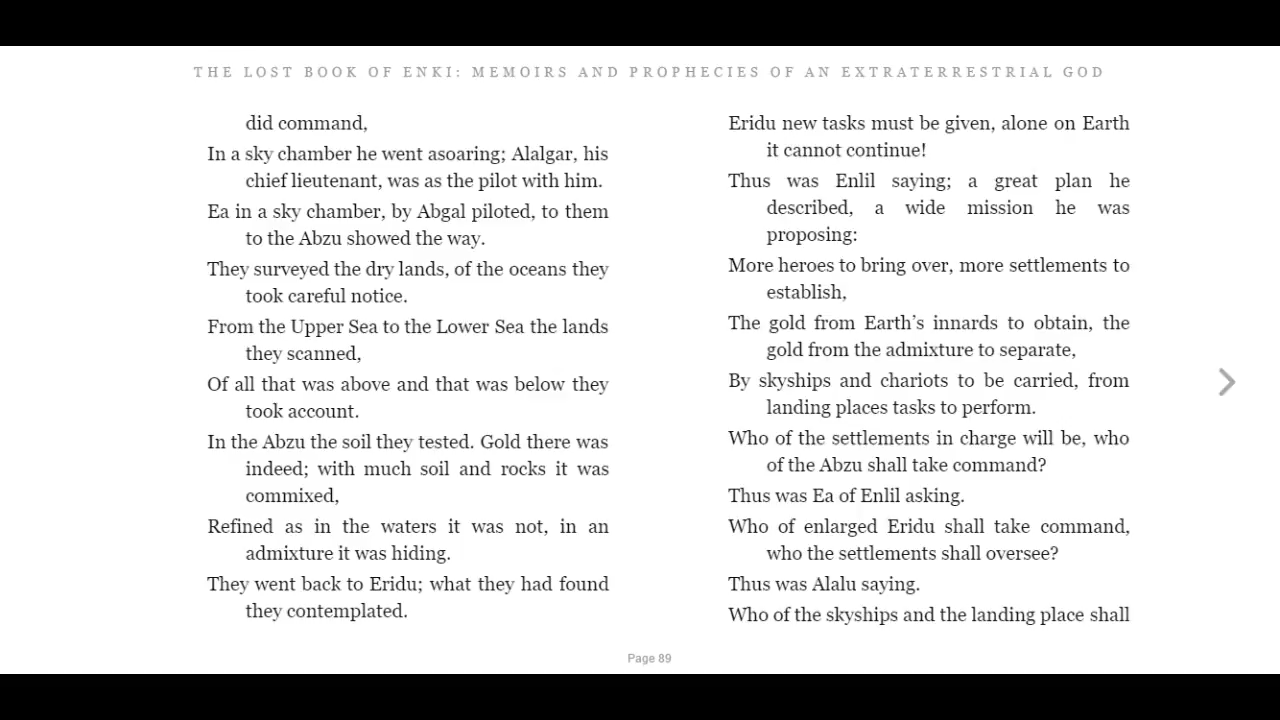 THE LOST BOOK OF ENKI: MEMOIRS AND PROPHECIES OF AN EXTRATERRESTRIAL GOD
did command,
In a sky chamber he went asoaring; Alalgar, his
chief lieutenant, was as the pilot with him.
Ea in a sky chamber, by Abgal piloted, to them
to the Abzu showed the way.
They surveyed the dry lands, of the oceans they
took careful notice.
From the Upper Sea to the Lower Sea the lands
they scanned,
Of all that was above and that was below they
took account.
In the Abzu the soil they tested. Gold there was
indeed; with much soil and rocks it was
commixed,
Refined as in the waters it was not, in an
admixture it was hiding.
They went back to Eridu; what they had found
they contemplated.
Eridu new tasks must be given, alone on Earth
it cannot continue!
Thus was Enlil saying; a great plan he
described, a wide mission he was
proposing:
More heroes to bring over, more settlements to
establish,
The gold from Earth's innards to obtain, the
gold from the admixture to separate,
By skyships and chariots to be carried, from
landing places tasks to perform.
Who of the settlements in charge will be, who
of the Abzu shall take command?
Thus was Ea of Enlil asking.
Who of enlarged Eridu shall take command,
who the settlements shall oversee?
Thus was Alalu saying.
Who of the skyships and the landing place shall
Page 89